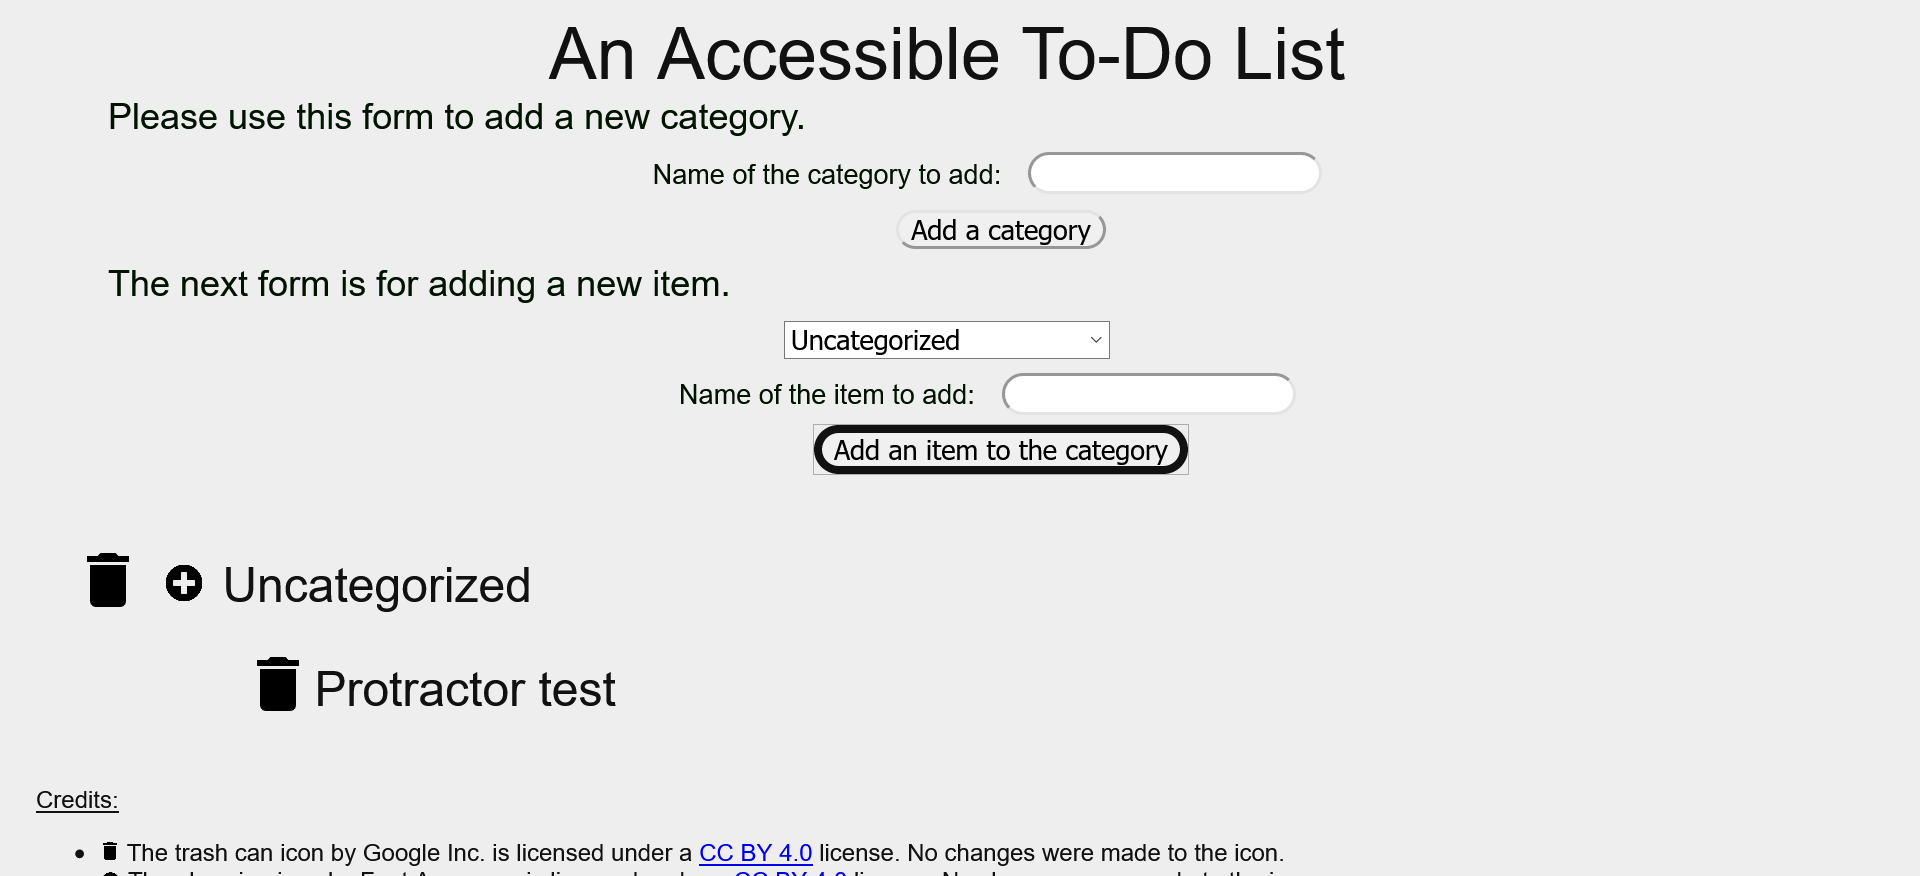 An Accessible To-Do List
Please use this form to add a new category.
Name of the category to add:
Add a category
The next form is for adding a new item.
Uncategorized
Name of the item to add:
Add an item to the category
Uncategorized
Protractor test
Credits:
The trash can icon by Google Inc. is licensed under a CC BY 4.0 license. No changes were made to the icon.